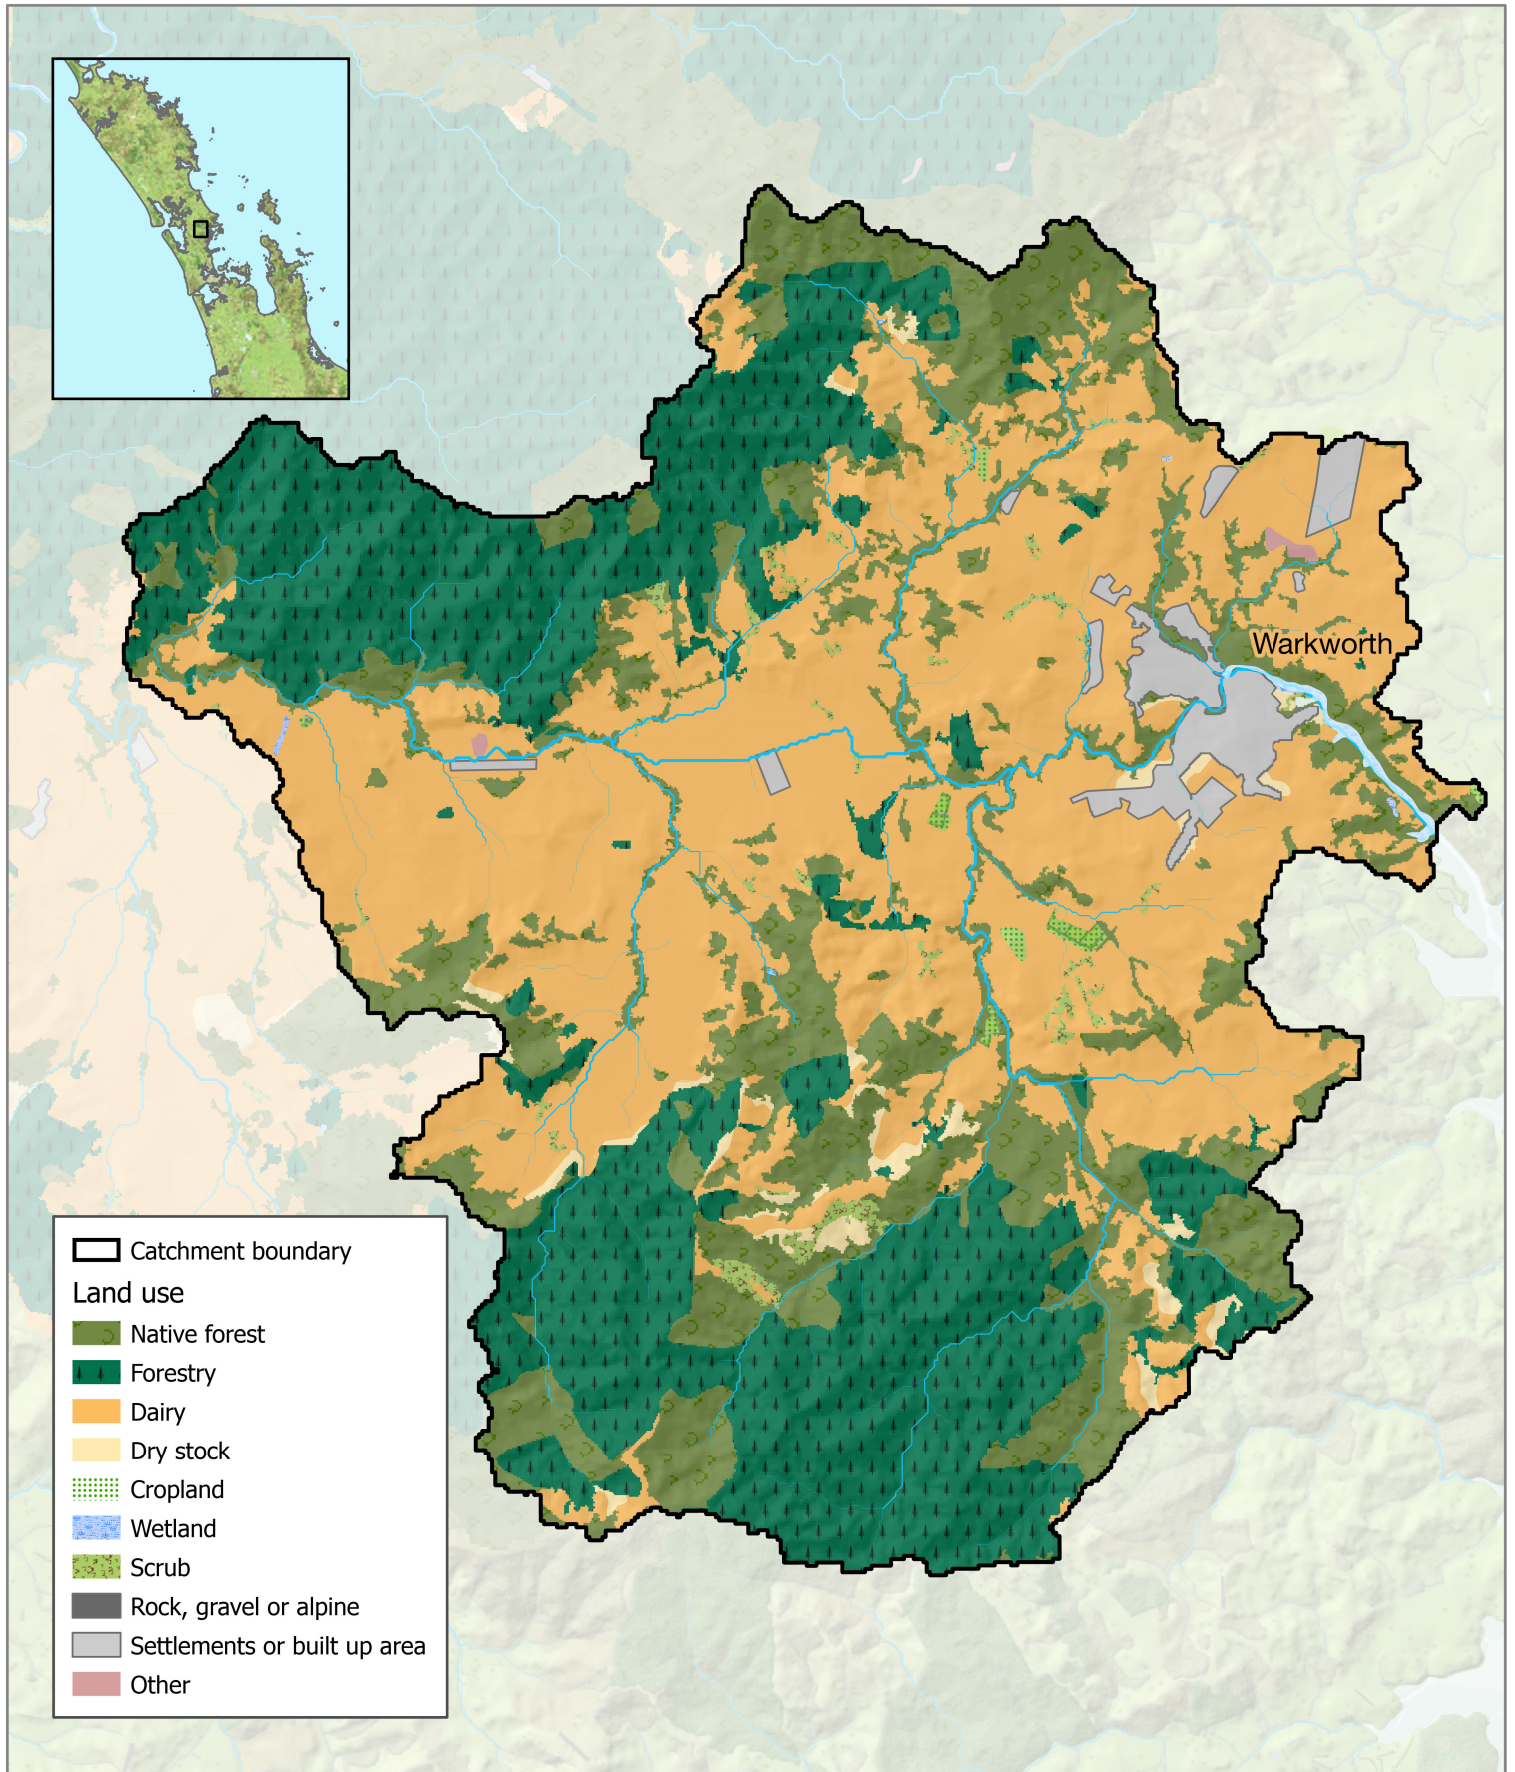 Warkworth
Catchment boundary
Land use
Native forest
Forestry
Dairy
Dry stock
Cropland
Wetland
Scrub
Rock, gravel or alpine
Settlements or built up area
Other